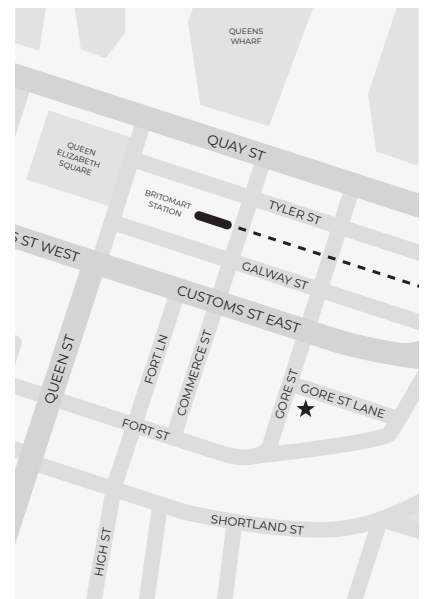 QUEENS
WHARF
QUAY ST
QUEEN
ELIZABETH
SQUARE
BRITOMART
STATION
TYLER ST
S ST WEST
GALWAY ST
CUSTOMS ST EAST
QUEEN ST
FORT LN
COMMERCE ST
GORE ST
GORE ST LANE
FORT ST
SHORTLAND ST
HIGH ST